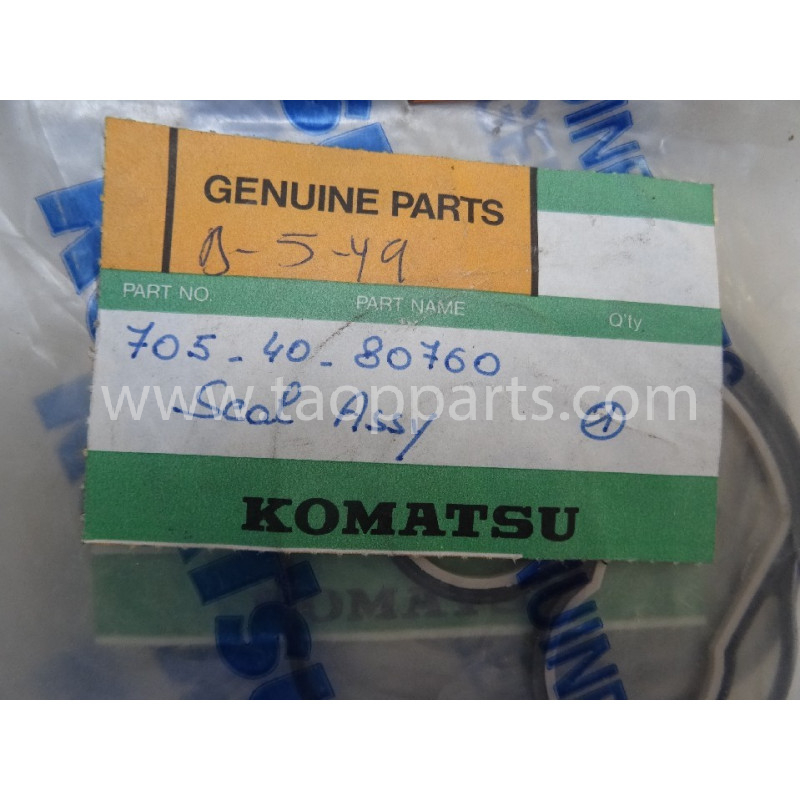 GENUINE PARTS
B-5-49
PART NO. PART NAME Q'ty
705-40-80760
www.taopparts.com
Seal Assy 1
KOMATSU
KOMATSU